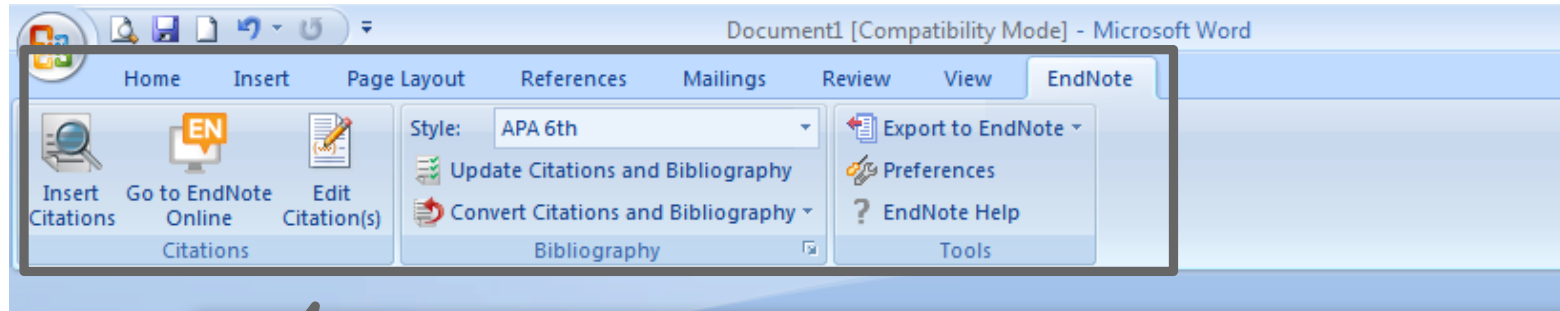 Document1 [Compatibility Mode] - Microsoft Word
Home Insert Page Layout References Mailings Review View EndNote
EN
Insert Citations
Go to EndNote Online
(...)
Edit Citation(s)
Citations
Style: APA 6th
Update Citations and Bibliography
Convert Citations and Bibliography
Bibliography
Export to EndNote
Preferences
? EndNote Help
Tools